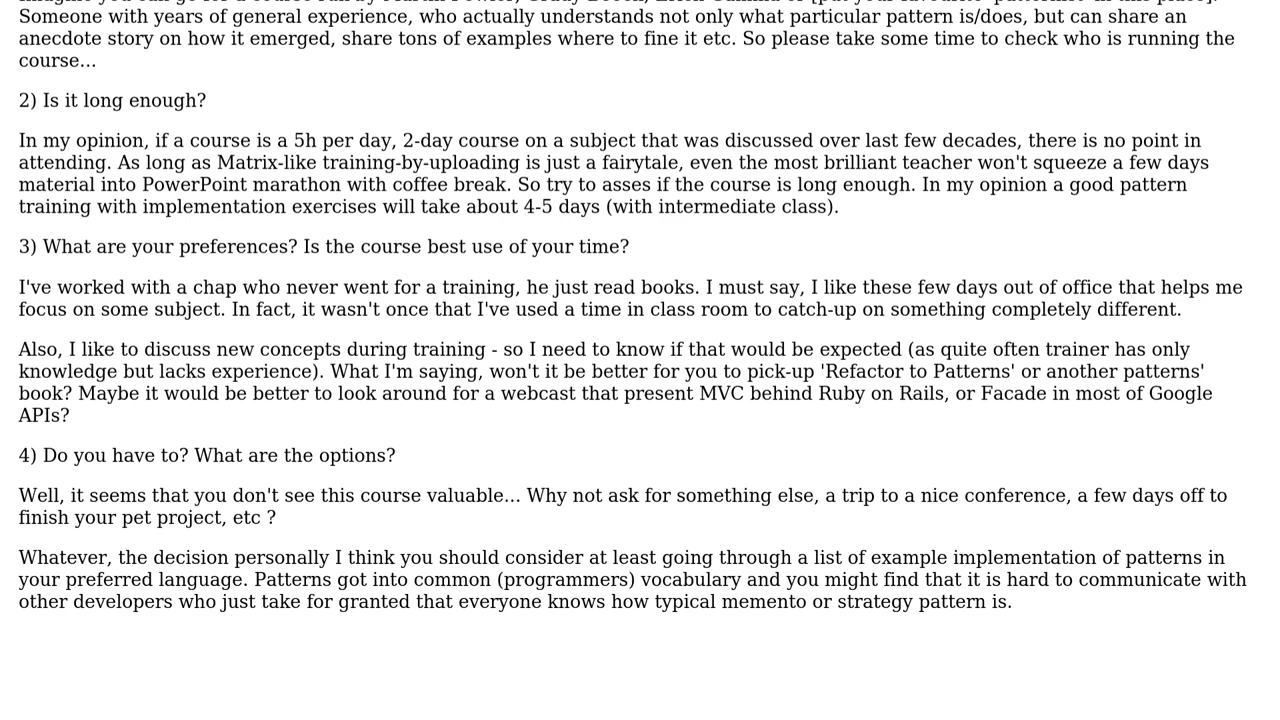 Someone with years of general experience, who actually understands not only what particular pattern is/does, but can share an
anecdote story on how it emerged, share tons of examples where to fine it etc. So please take some time to check who is running the
course...
2) Is it long enough?
In my opinion, if a course is a 5h per day, 2-day course on a subject that was discussed over last few decades, there is no point in
attending. As long as Matrix-like training-by-uploading is just a fairytale, even the most brilliant teacher won't squeeze a few days
material into PowerPoint marathon with coffee break. So try to asses if the course is long enough. In my opinion a good pattern
training with implementation exercises will take about 4-5 days (with intermediate class).
3) What are your preferences? Is the course best use of your time?
I've worked with a chap who never went for a training, he just read books. I must say, I like these few days out of office that helps me
focus on some subject. In fact, it wasn't once that I've used a time in class room to catch-up on something completely different.
Also, I like to discuss new concepts during training - so I need to know if that would be expected (as quite often trainer has only
knowledge but lacks experience). What I'm saying, won't it be better for you to pick-up 'Refactor to Patterns' or another patterns'
book? Maybe it would be better to look around for a webcast that present MVC behind Ruby on Rails, or Facade in most of Google
APIs?
4) Do you have to? What are the options?
Well, it seems that you don't see this course valuable... Why not ask for something else, a trip to a nice conference, a few days off to
finish your pet project, etc ?
Whatever, the decision personally I think you should consider at least going through a list of example implementation of patterns in
your preferred language. Patterns got into common (programmers) vocabulary and you might find that it is hard to communicate with
other developers who just take for granted that everyone knows how typical memento or strategy pattern is.